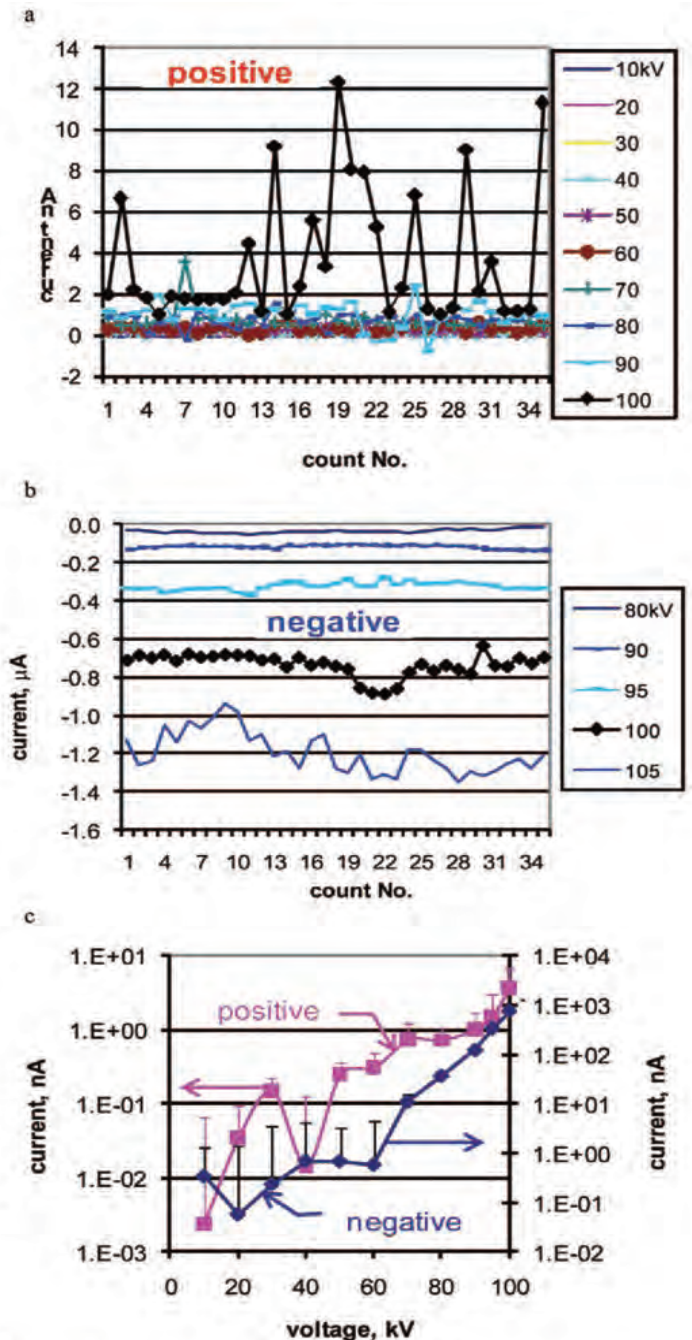 a
positive
14
12
10
8
6
4
2
0
-2
1 4 7 10 13 16 19 22 25 28 31 34
count No.
10kV
20
30
40
50
60
70
80
90
100
b
0.0
-0.2
-0.4
-0.6
-0.8
-1.0
-1.2
-1.4
-1.6
current, µA
negative
1 4 7 10 13 16 19 22 25 28 31 34
count No.
80kV
90
95
100
105
c
1.E+01
1.E+00
1.E-01
1.E-02
1.E-03
current, nA
positive
negative
1.E+04
1.E+03
1.E+02
1.E+01
1.E+00
1.E-01
1.E-02
current, nA
0 20 40 60 80 100
voltage, kV